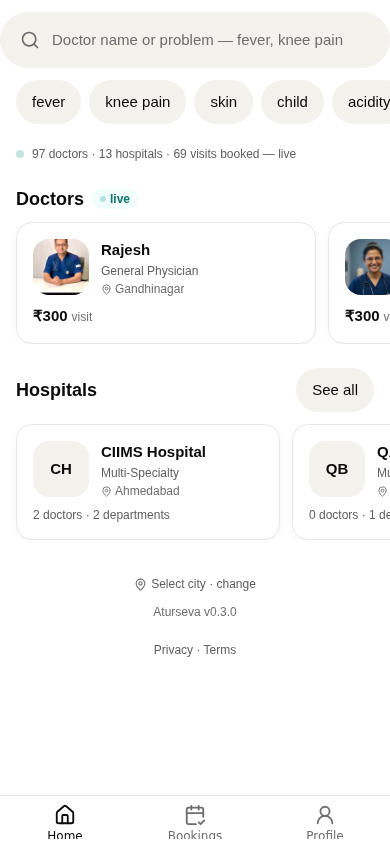 Doctor name or problem — fever, knee pain
fever knee pain skin child acidity
97 doctors · 13 hospitals · 69 visits booked — live
Doctors live
Rajesh
General Physician
Gandhinagar
₹300 visit
₹300
Hospitals See all
CH CIIMS Hospital
Multi-Specialty
Ahmedabad
2 doctors · 2 departments
QB
0 doctors · 1
Select city · change
Aturseva v0.3.0
Privacy · Terms
Home Bookings Profile